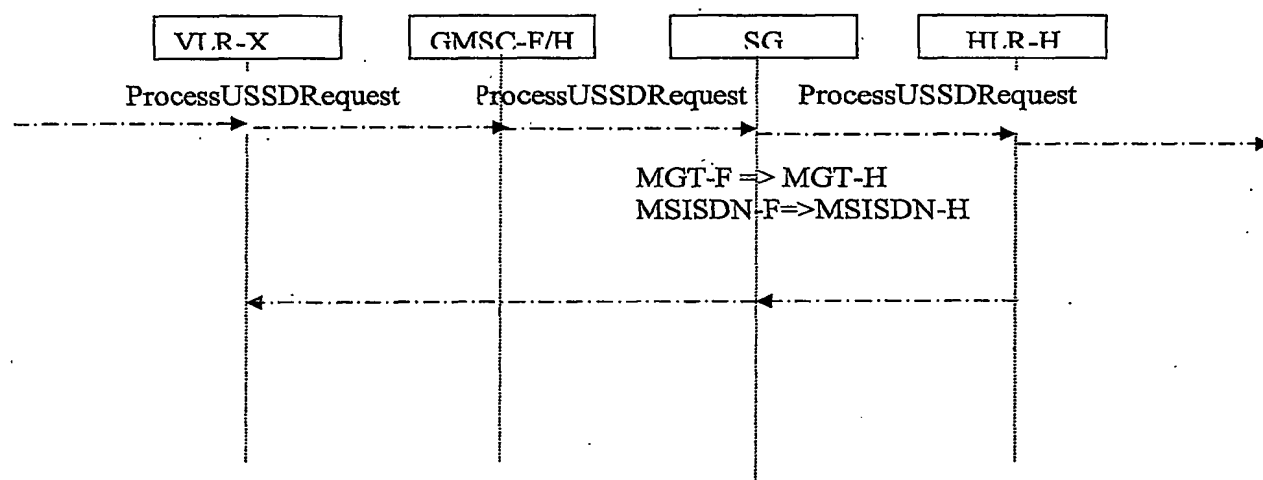 VLR-X GMSC-F/H SG HLR-H
ProcessUSSDRequest ProcessUSSDRequest ProcessUSSDRequest
MGT-F => MGT-H
MSISDN-F=>MSISDN-H